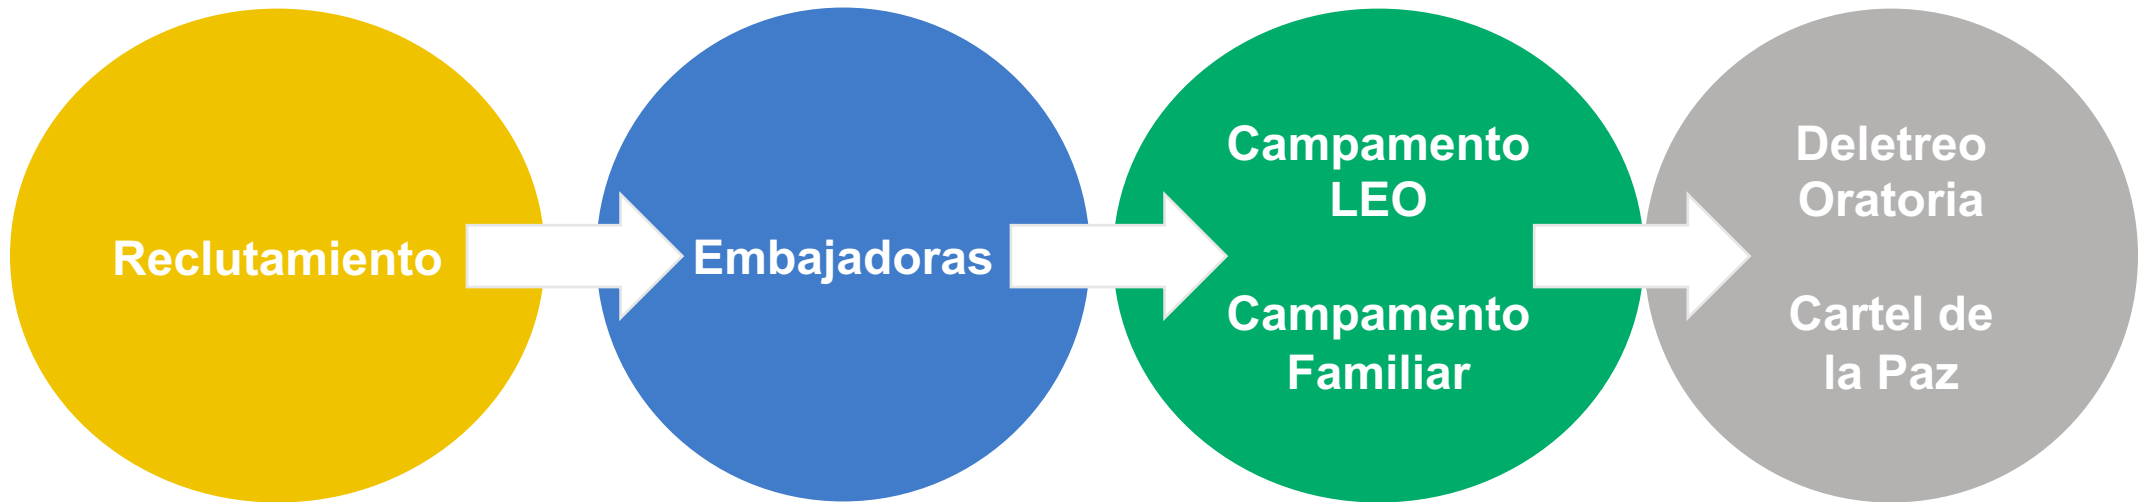 Reclutamiento
Embajadoras
Campamento
LEO
Campamento
Familiar
Deletreo
Oratoria
Cartel de
la Paz